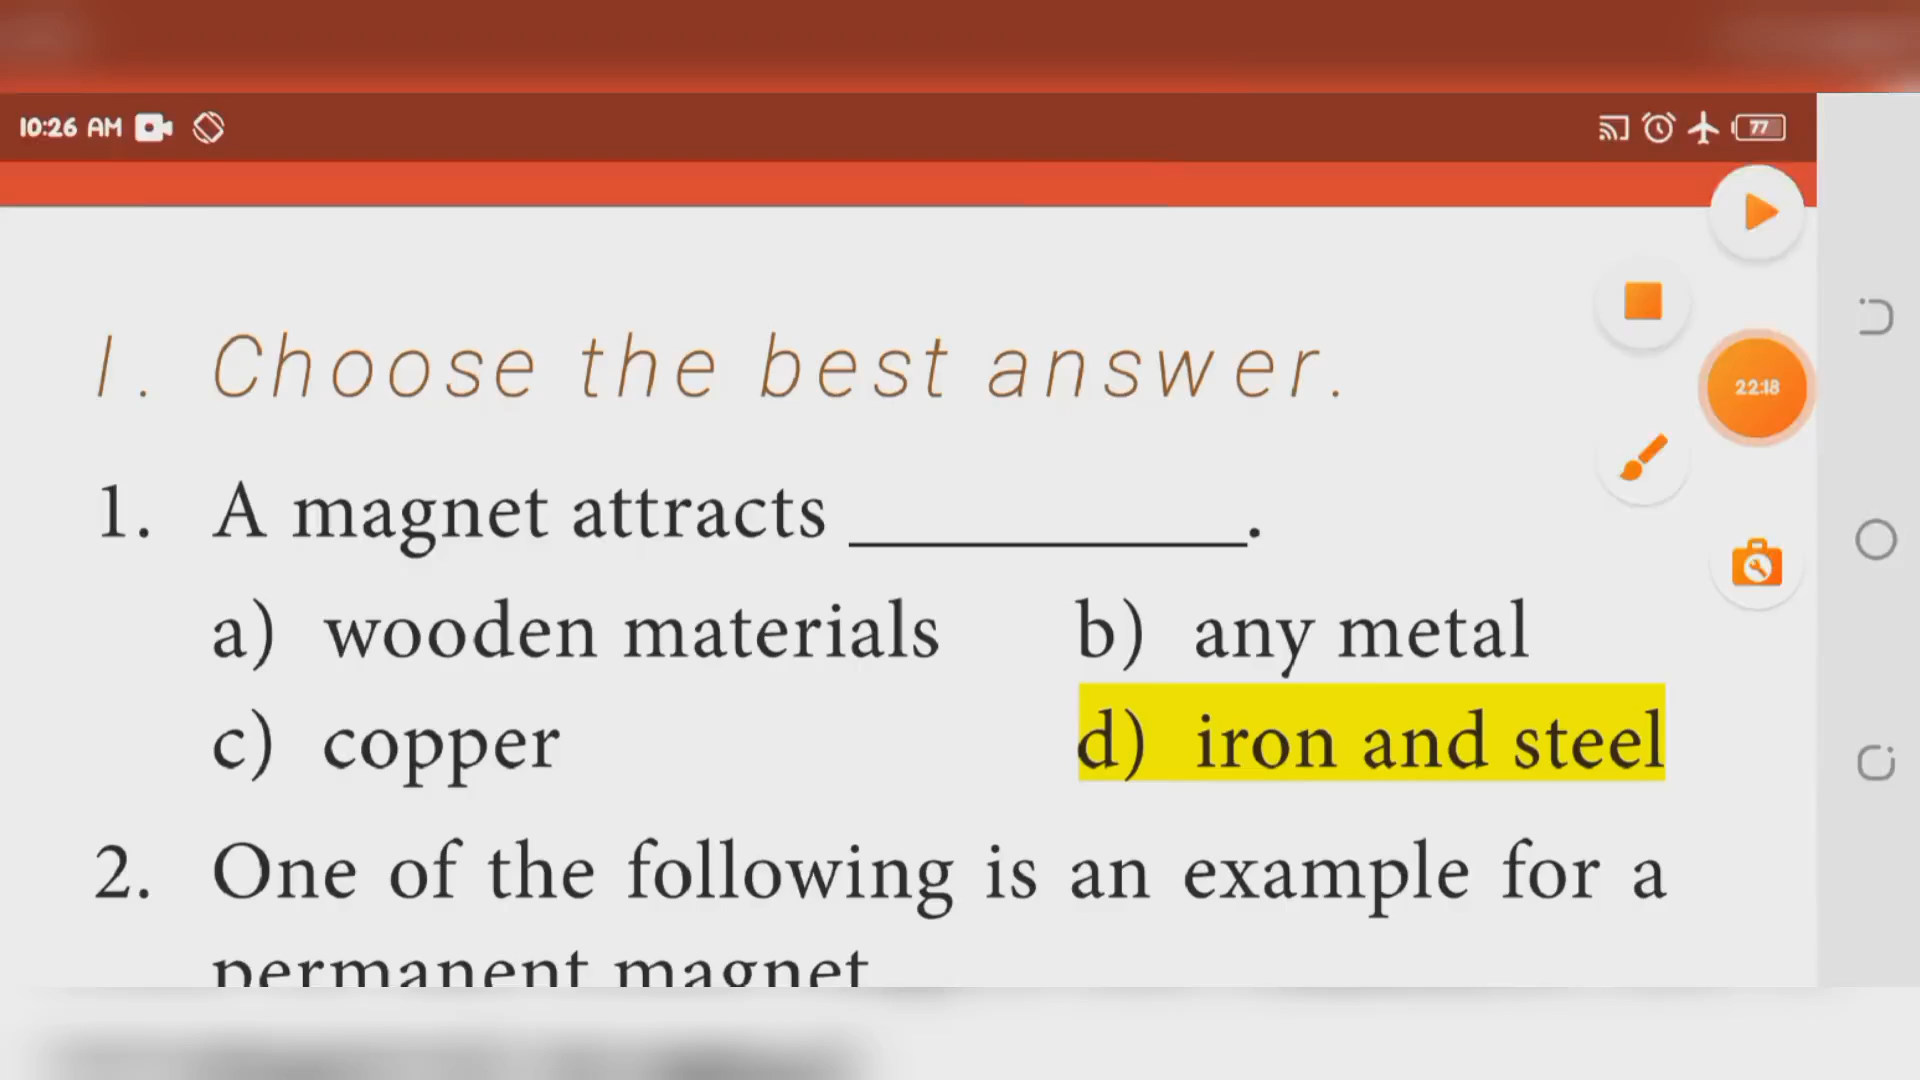 10:26 AM
77
22:18
I. Choose the best answer.
1. A magnet attracts __________.
a) wooden materials b) any metal
c) copper d) iron and steel
2. One of the following is an example for a
permanent magnet